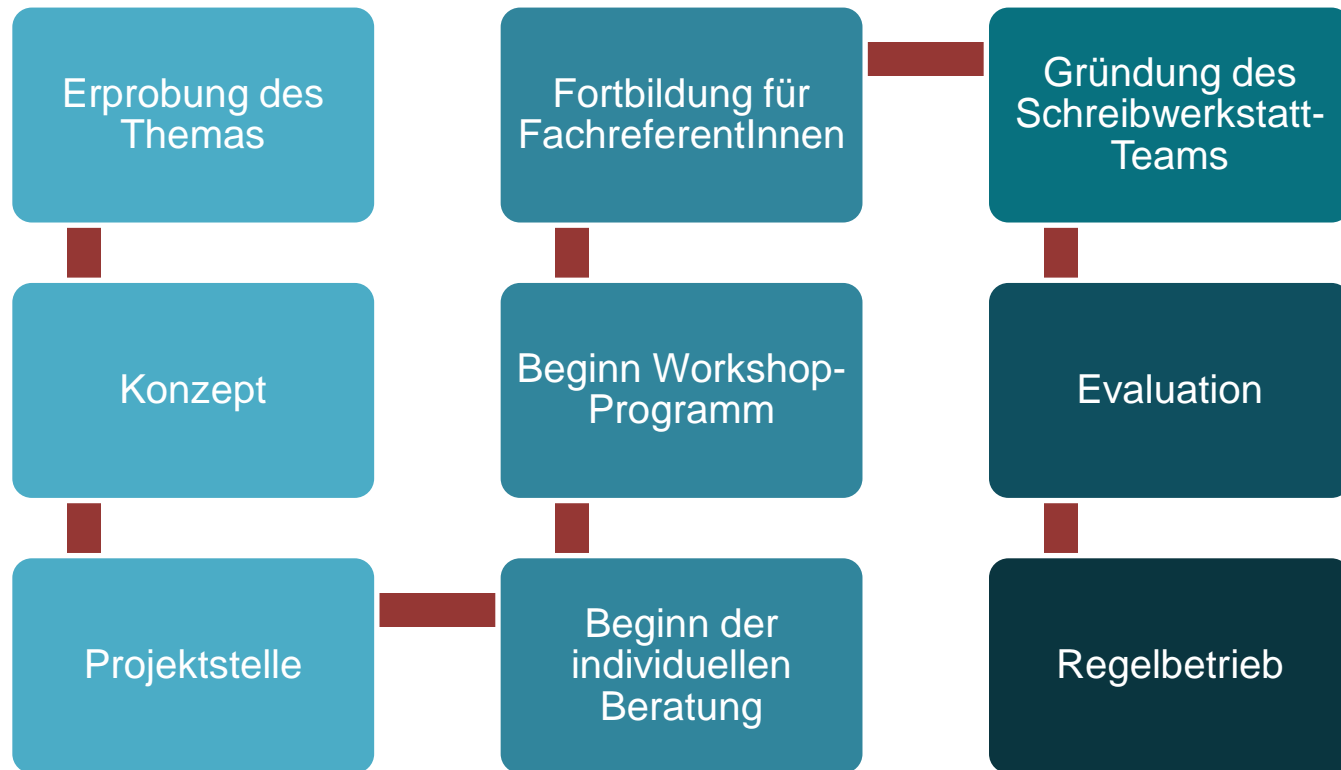 Erprobung des
Themas
Konzept
Projektstelle
Beginn der
individuellen
Beratung
Beginn Workshop-
Programm
Fortbildung für
FachreferentInnen
Gründung des
Schreibwerkstatt-
Teams
Evaluation
Regelbetrieb